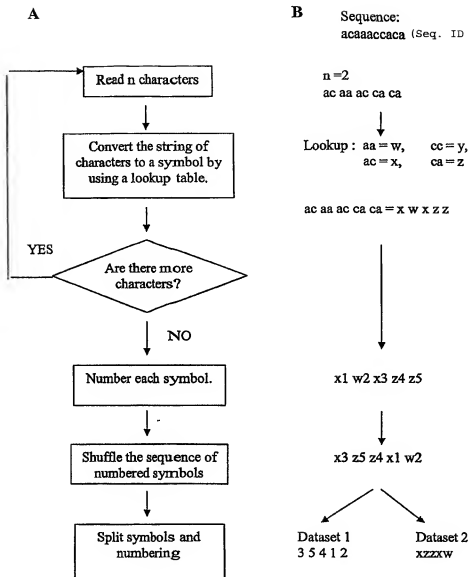 A
Read n characters
Convert the string of
characters to a symbol by
using a lookup table.
YES
Are there more
characters?
NO
Number each symbol.
Shuffle the sequence of
numbered symbols
Split symbols and
numbering
B
Sequence:
acaaaccaca (Seq. ID
n =2
ac aa ac ca ca
Lookup : aa = w, cc = y,
ac = x, ca = z
ac aa ac ca ca = x w x z z
x1 w2 x3 z4 z5
x3 z5 z4 x1 w2
Dataset 1
3 5 4 1 2
Dataset 2
xzzxw